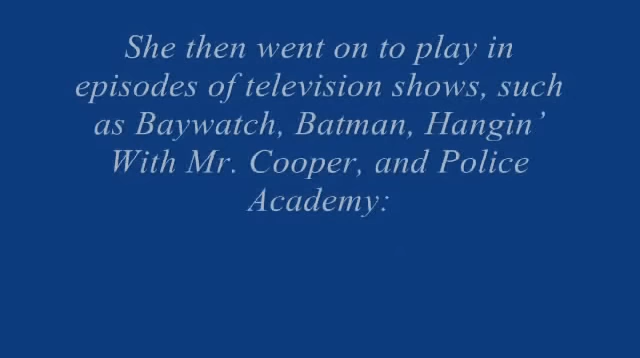 She then went on to play in
episodes of television shows, such
as Baywatch, Batman, Hangin’
With Mr. Cooper, and Police
Academy: